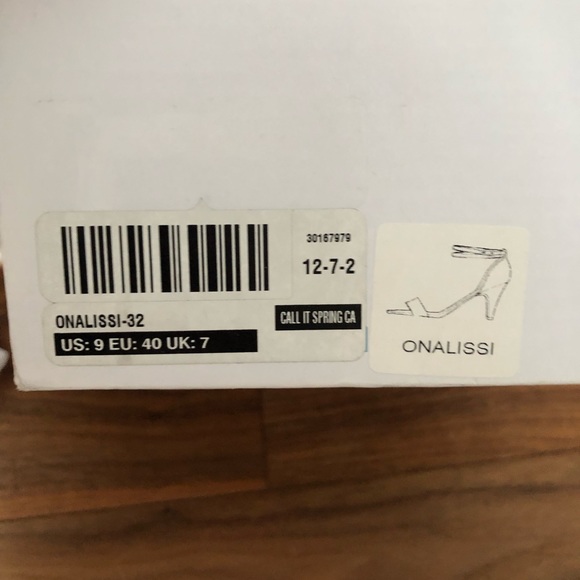 30167979
12-7-2
ONALISSI-32
CALL IT SPRING CA
US: 9 EU: 40 UK: 7
ONALISSI